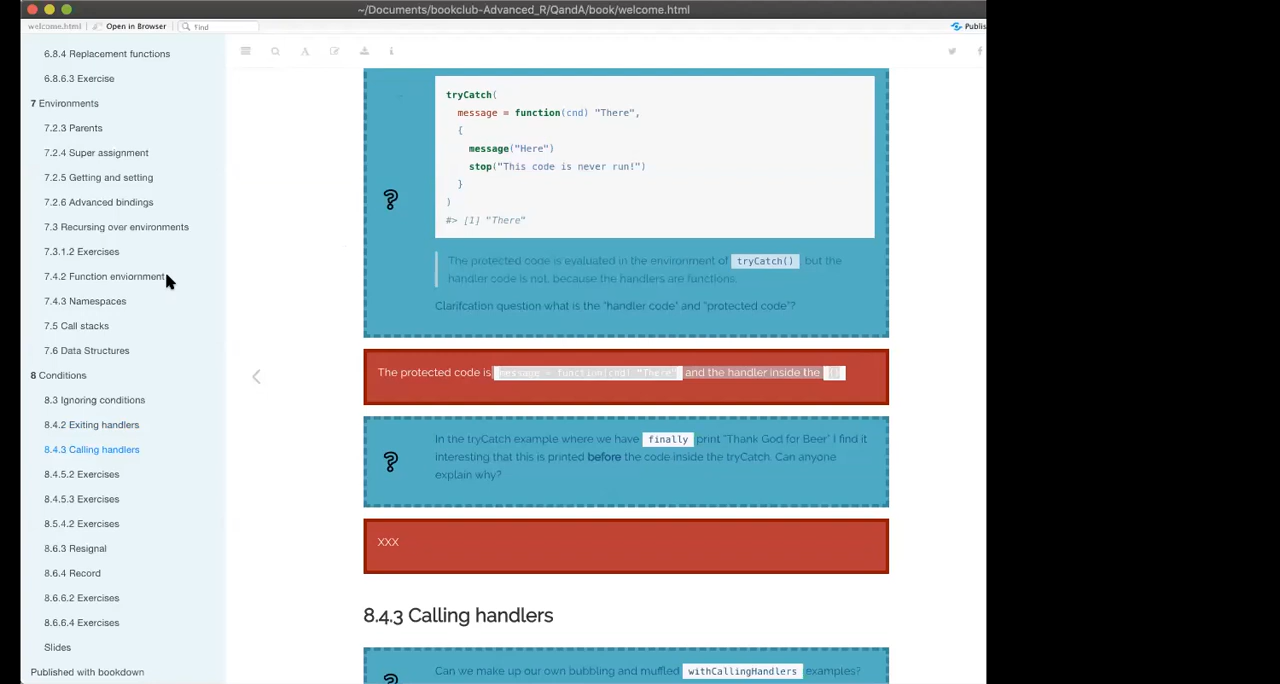 ~/Documents/bookclub-Advanced_R/QandA/book/welcome.html
welcome.html
Open in Browser
Find
Publis
6.8.4 Replacement functions
6.8.6.3 Exercise
7 Environments
7.2.3 Parents
7.2.4 Super assignment
7.2.5 Getting and setting
7.2.6 Advanced bindings
7.3 Recursing over environments
7.3.1.2 Exercises
7.4.2 Function enviornment
7.4.3 Namespaces
7.5 Call stacks
7.6 Data Structures
8 Conditions
8.3 Ignoring conditions
8.4.2 Exiting handlers
8.4.3 Calling handlers
8.4.5.2 Exercises
8.4.5.3 Exercises
8.5.4.2 Exercises
8.6.3 Resignal
8.6.4 Record
8.6.6.2 Exercises
8.6.6.4 Exercises
Slides
Published with bookdown
tryCatch(
message = function(cnd) "There",
{
message("Here")
stop("This code is never run!")
}
)
#> [1] "There"
The protected code is evaluated in the environment of tryCatch() but the
handler code is not, because the handlers are functions.
Clarifcation question what is the "handler code" and "protected code"?
The protected code is message = function(cnd) "There" and the handler inside the {}
In the tryCatch example where we have finally print "Thank God for Beer" I find it
interesting that this is printed before the code inside the tryCatch. Can anyone
explain why?
XXX
8.4.3 Calling handlers
Can we make up our own bubbling and muffled withCallingHandlers examples?